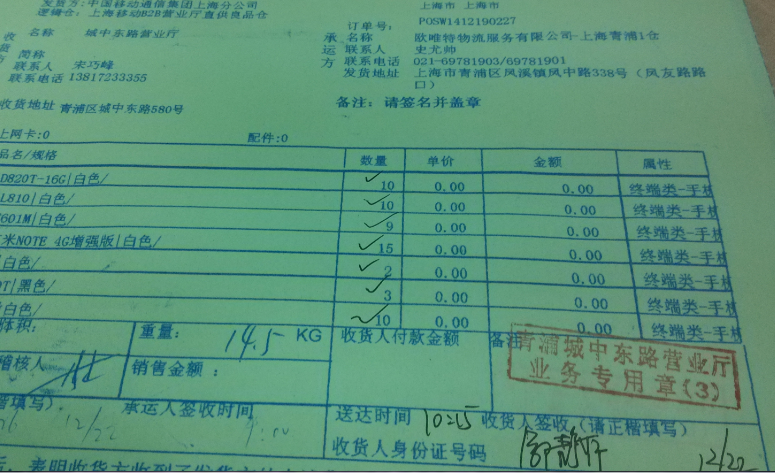 发货方:中国移动通信集团上海分公司 上海市 上海市
逻辑仓:上海移动B2B营业厅直供良品仓 订单号: POSW1412190227
收 名称 城中东路营业厅 承 名称 欧唯特物流服务有限公司-上海青浦1仓
货 简称 运 联系人 史尤帅
方 联系人 宋巧峰 方 联系电话 021-69781903/69781901
联系电话 13817233355 发货地址 上海市青浦区凤溪镇凤中路338号(凤友路路
口)
收货地址 青浦区城中东路580号 备注:请签名并盖章
上网卡:0 配件:0
品名/规格 数量 单价 金额 属性
D820T-16G|白色/ 10 0.00 0.00 终端类-手机
L810|白色/ 10 0.00 0.00 终端类-手机
601M|白色/ 9 0.00 0.00 终端类-手机
米NOTE 4G增强版|白色/ 15 0.00 0.00 终端类-手机
|白色/ 2 0.00 0.00 终端类-手机
T|黑色/ 3 0.00 0.00 终端类-手机
白色/ 10 0.00 0.00 终端类-手机
体积: 重量: 14.5 KG 收货人付款金额 备注
青浦城中东路营业厅
业务专用章(3)
稽核人 销售金额:
楷填写) 承运人签收时间 送达时间 10:15 收货人签收(请正楷填写)
12/22 9:00 收货人身份证号码 12/22